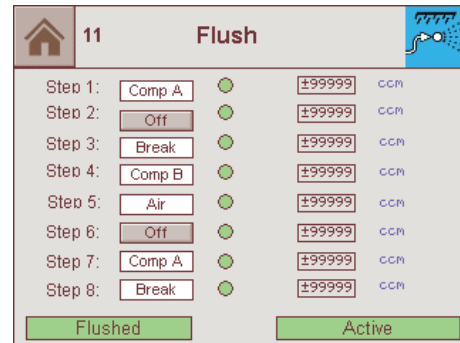 11 Flush
Step 1: Comp A ±99999 ccm
Step 2: Off ±99999 ccm
Step 3: Break ±99999 ccm
Step 4: Comp B ±99999 ccm
Step 5: Air ±99999 ccm
Step 6: Off ±99999 ccm
Step 7: Comp A ±99999 ccm
Step 8: Break ±99999 ccm
Flushed Active